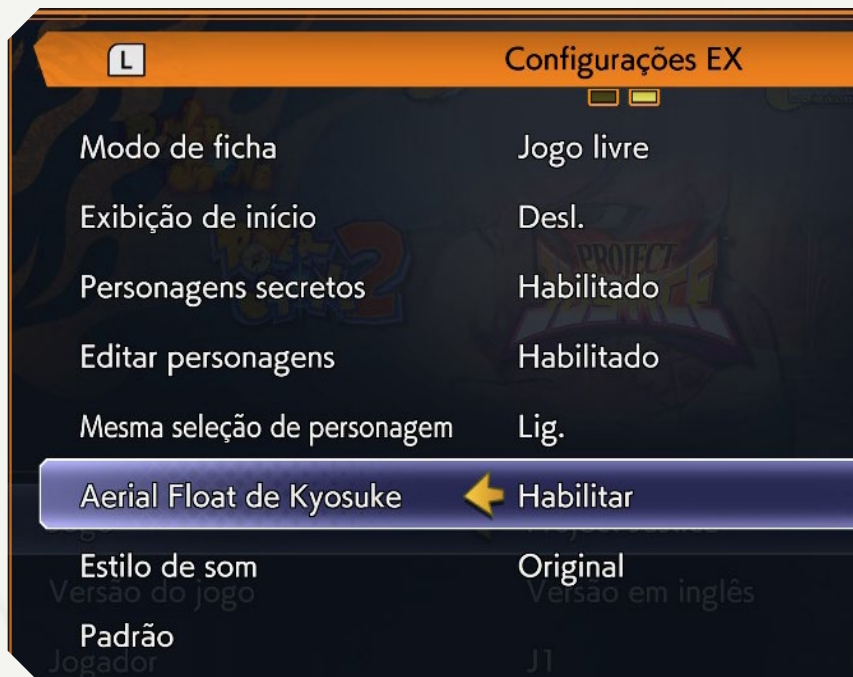 L
Configurações EX
Modo de ficha Jogo livre
Exibição de início Desl.
Personagens secretos Habilitado
Editar personagens Habilitado
Mesma seleção de personagem Lig.
Aerial Float de Kyosuke Habilitar
Estilo de som Original
Versão do jogo Versão em inglês
Padrão
Jogador J1